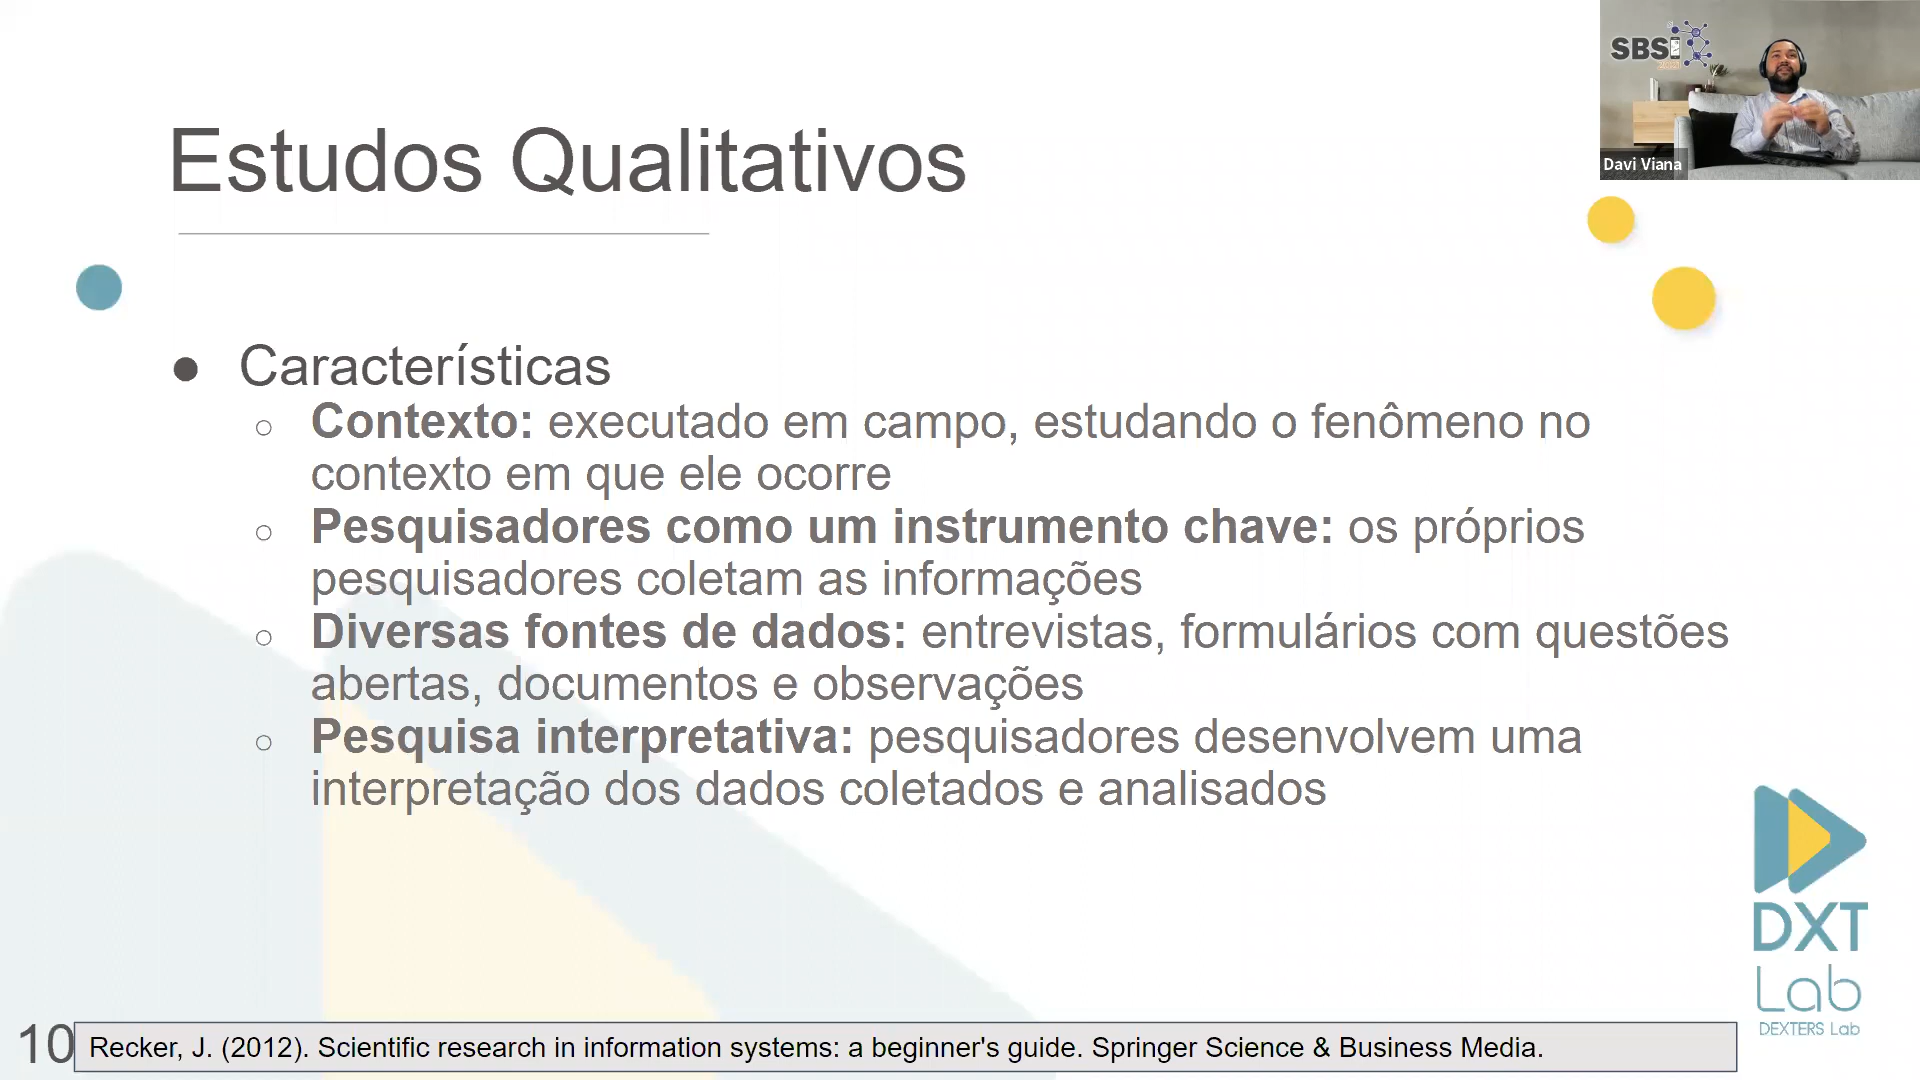 SBSI
Davi Viana
Estudos Qualitativos
● Características
○ Contexto: executado em campo, estudando o fenômeno no
contexto em que ele ocorre
○ Pesquisadores como um instrumento chave: os próprios
pesquisadores coletam as informações
○ Diversas fontes de dados: entrevistas, formulários com questões
abertas, documentos e observações
○ Pesquisa interpretativa: pesquisadores desenvolvem uma
interpretação dos dados coletados e analisados
DXT
Lab
DEXTERS Lab
10
Recker, J. (2012). Scientific research in information systems: a beginner's guide. Springer Science & Business Media.